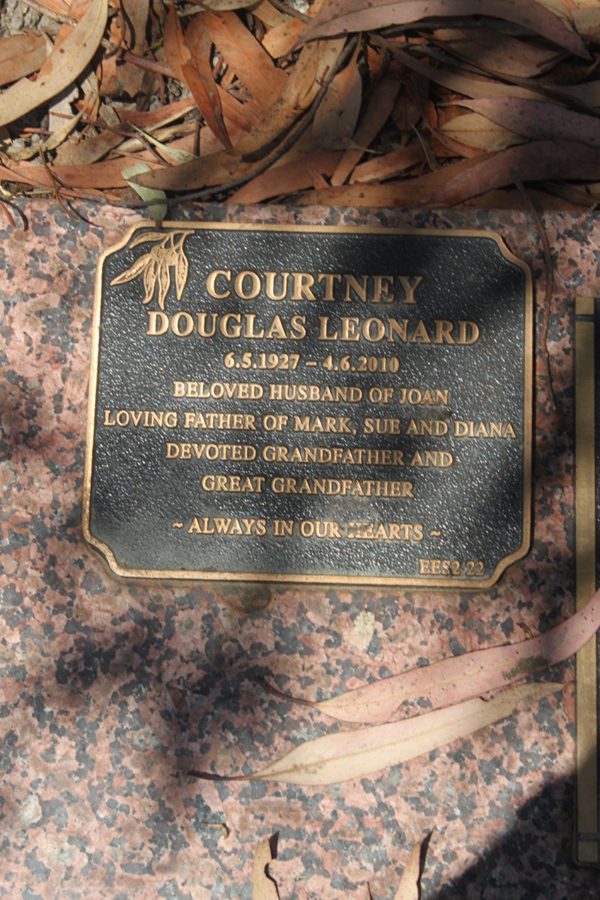 COURTNEY
DOUGLAS LEONARD
6.5.1927 – 4.6.2010
BELOVED HUSBAND OF JOAN
LOVING FATHER OF MARK, SUE AND DIANA
DEVOTED GRANDFATHER AND
GREAT GRANDFATHER
~ ALWAYS IN OUR HEARTS ~
EES2 22